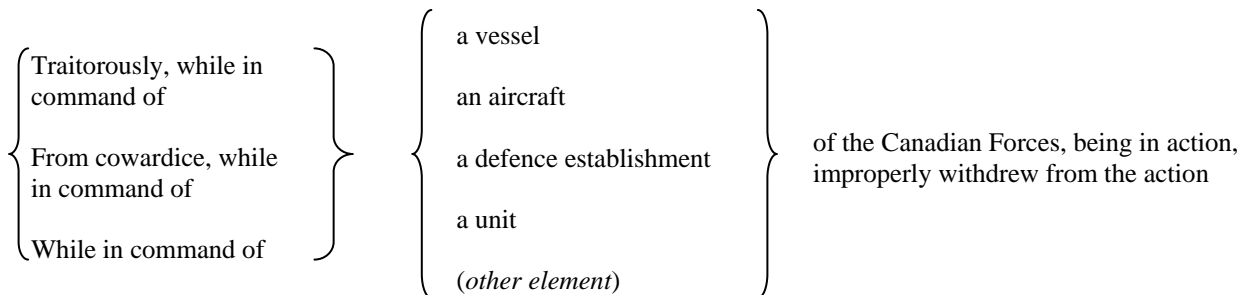 Traitorously, while in
command of
From cowardice, while
in command of
While in command of
a vessel
an aircraft
a defence establishment
a unit
(other element)
of the Canadian Forces, being in action,
improperly withdrew from the action